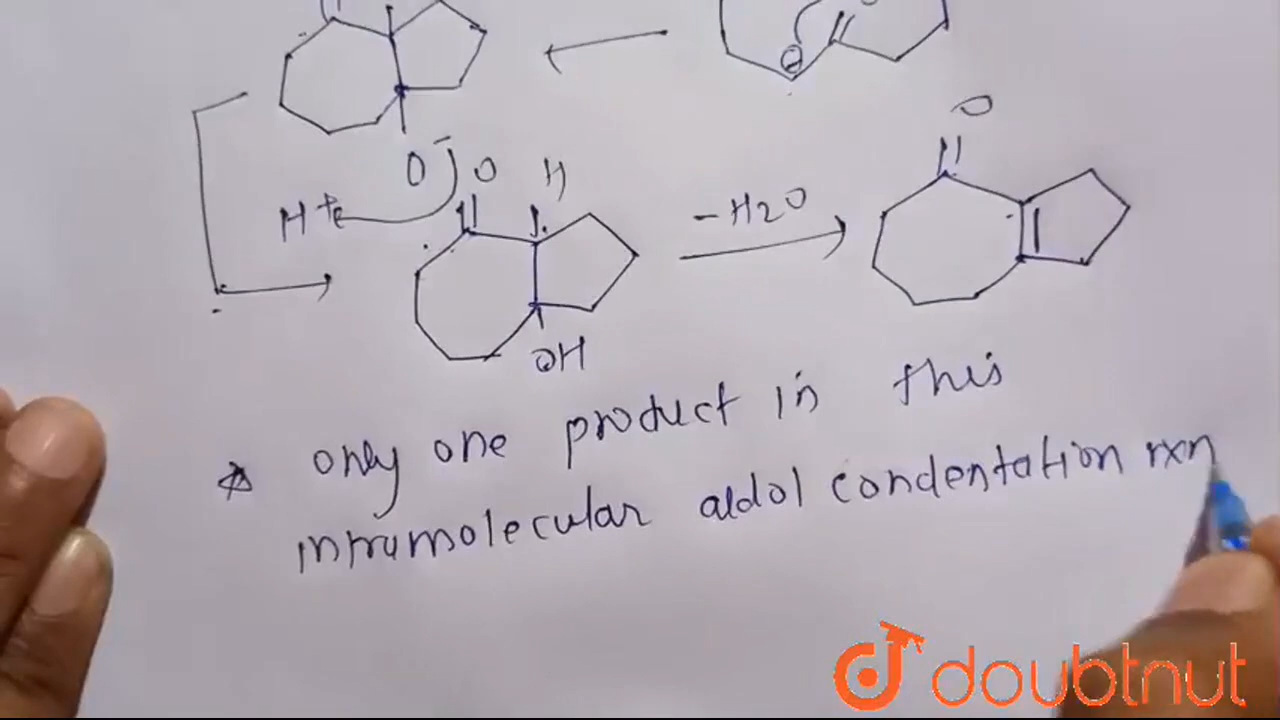 O⁻ O H
H⁺
OH
-H2O
O
* only one product in this
intramolecular aldol condentation rxn
doubtnut